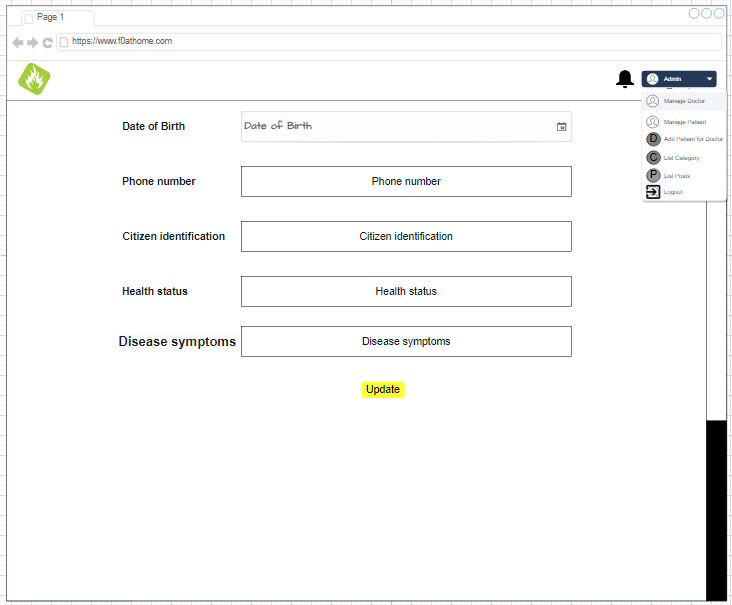 Page 1
https://www.f0athome.com
Admin
Manage Doctor
Manage Patient
D Add Patient for Doctor
C List Category
P List Posts
Logout
Date of Birth Date of Birth
Phone number Phone number
Citizen identification Citizen identification
Health status Health status
Disease symptoms Disease symptoms
Update